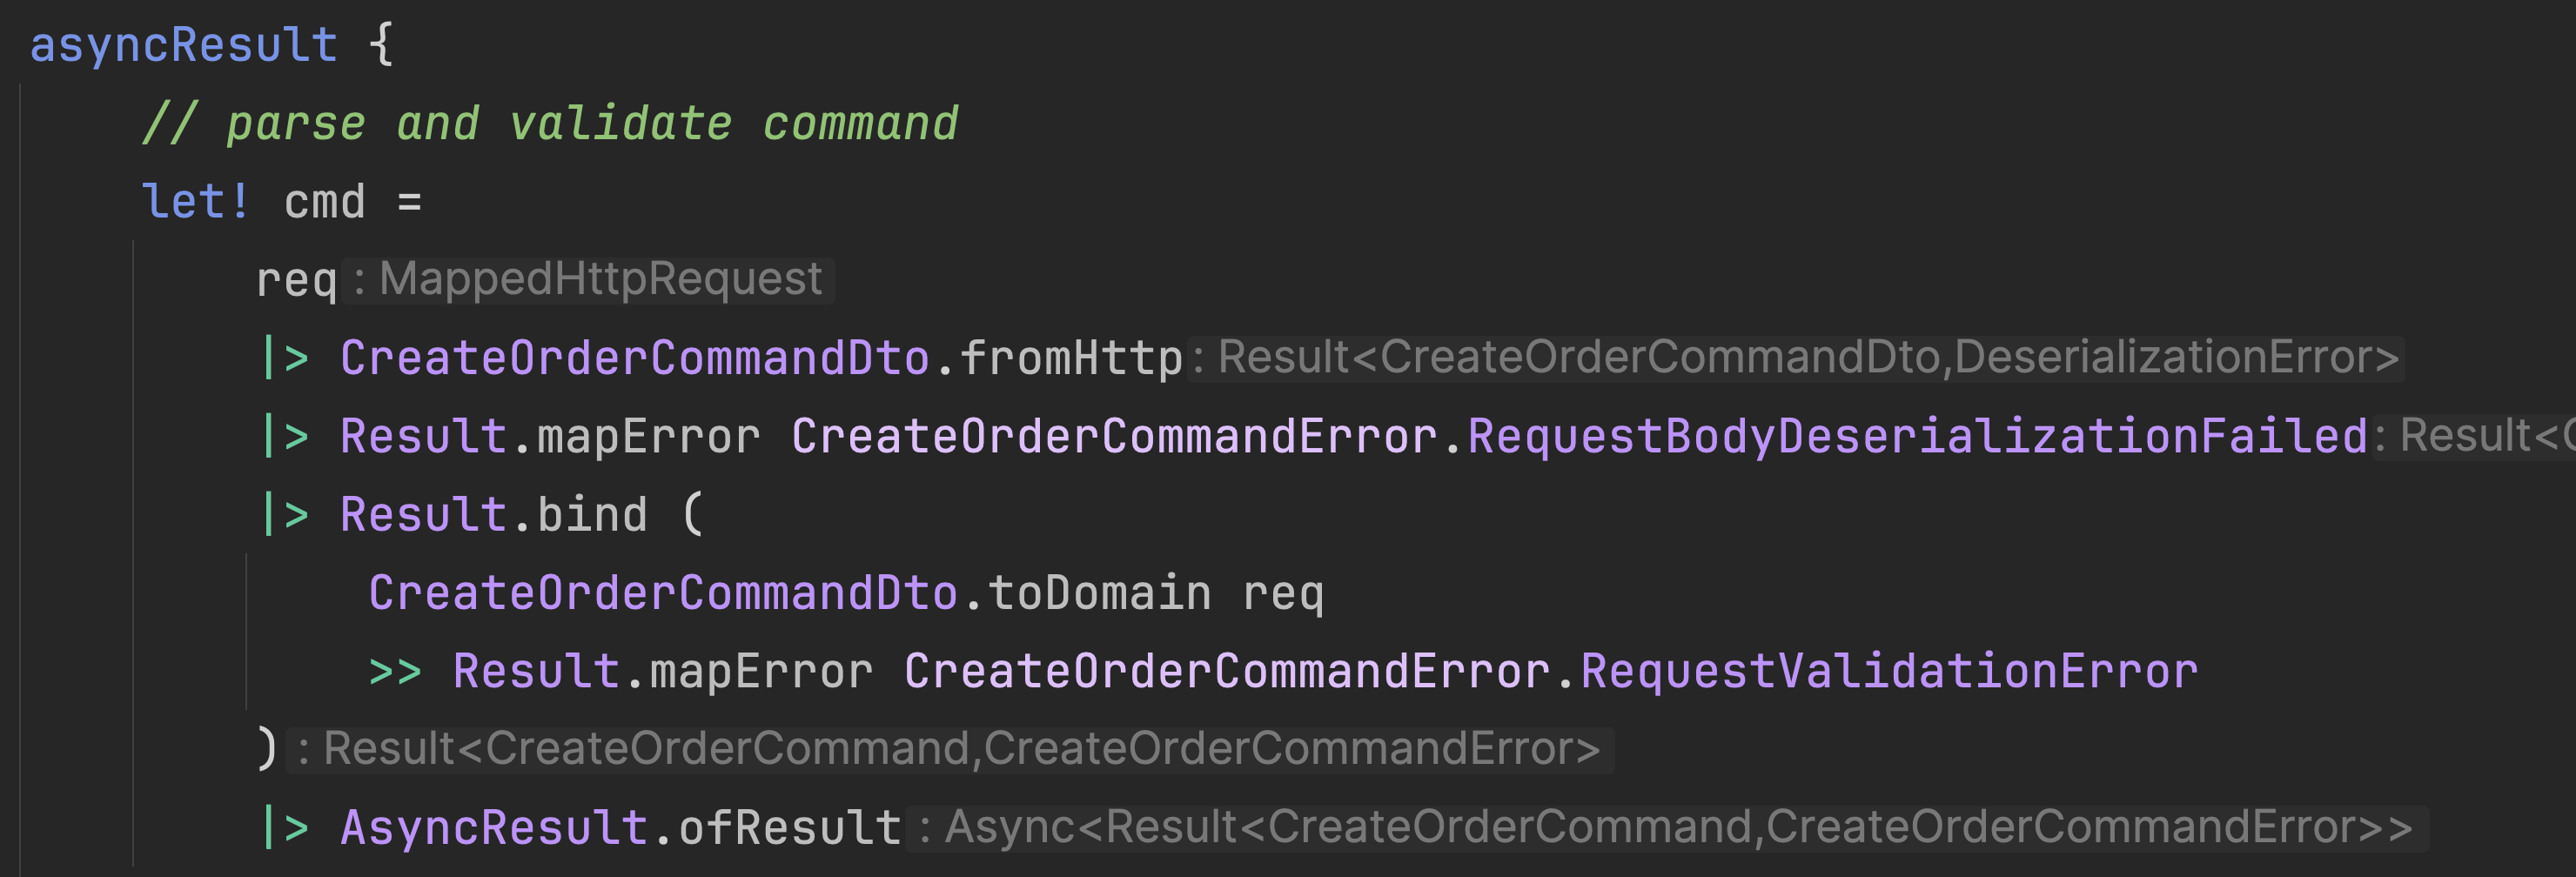 asyncResult {
// parse and validate command
let! cmd =
req : MappedHttpRequest
|> CreateOrderCommandDto.fromHttp : Result<CreateOrderCommandDto,DeserializationError>
|> Result.mapError CreateOrderCommandError.RequestBodyDeserializationFailed : Result<
|> Result.bind (
CreateOrderCommandDto.toDomain req
>> Result.mapError CreateOrderCommandError.RequestValidationError
) : Result<CreateOrderCommand,CreateOrderCommandError>
|> AsyncResult.ofResult : Async<Result<CreateOrderCommand,CreateOrderCommandError>>